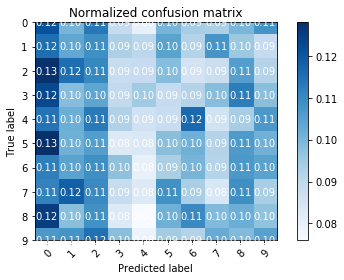 Normalized confusion matrix
True label
0
1 0.12 0.10 0.11 0.09 0.09 0.10 0.09 0.11 0.10 0.09
2 0.13 0.12 0.11 0.09 0.09 0.10 0.09 0.09 0.11 0.09
3 0.12 0.10 0.10 0.09 0.10 0.09 0.09 0.10 0.11 0.10
4 0.11 0.10 0.11 0.09 0.09 0.09 0.12 0.09 0.09 0.11
5 0.13 0.10 0.11 0.08 0.08 0.10 0.10 0.09 0.11 0.10
6 0.11 0.10 0.11 0.10 0.09 0.10 0.09 0.10 0.11
7 0.11 0.12 0.11 0.09 0.08 0.11 0.09 0.08 0.11 0.09
8 0.12 0.10 0.11 0.08 0.10 0.11 0.10 0.10 0.10
9
0 1 2 3 4 5 6 7 8 9
Predicted label
0.12
0.11
0.10
0.09
0.08